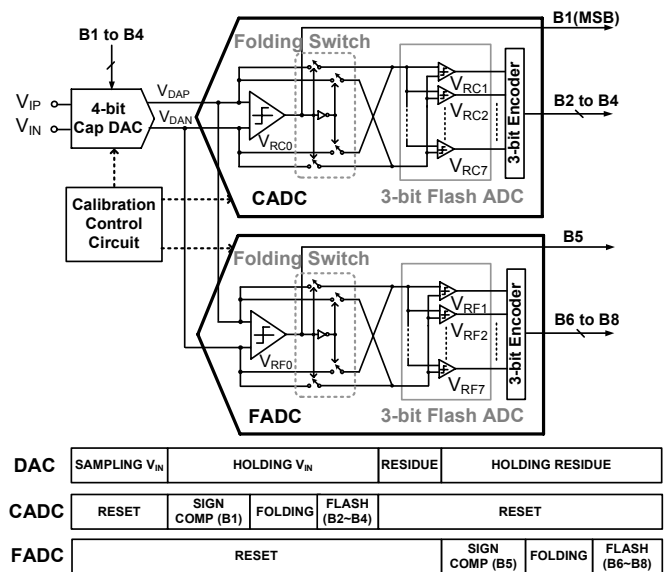 B1 to B4
B1(MSB)
Folding Switch
V_DAP
V_IP
V_IN
4-bit
Cap DAC
V_DAN
V_RC0
V_RC1
V_RC2
V_RC7
3-bit Encoder
B2 to B4
CADC
3-bit Flash ADC
Calibration
Control
Circuit
B5
Folding Switch
V_RF0
V_RF1
V_RF2
V_RF7
3-bit Encoder
B6 to B8
FADC
3-bit Flash ADC
DAC SAMPLING V_IN HOLDING V_IN RESIDUE HOLDING RESIDUE
CADC RESET SIGN COMP (B1) FOLDING FLASH (B2~B4) RESET
FADC RESET SIGN COMP (B5) FOLDING FLASH (B6~B8)